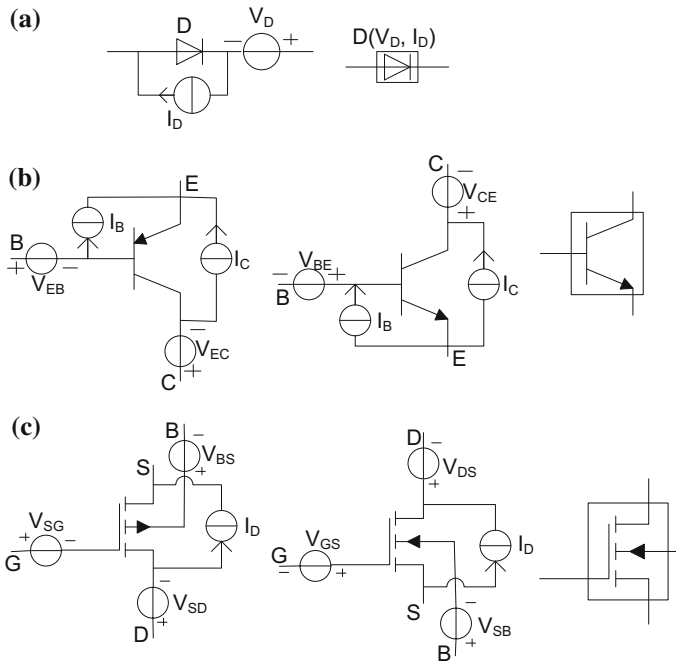 (a)
D
− V_D +
I_D
D(V_D, I_D)
(b)
E
I_B
B
+ −
V_EB
I_C
−
V_EC
+
C
C
−
V_CE
+
− V_BE +
B
I_B
I_C
E
(c)
B −
V_BS
+
S
+ V_SG −
G
I_D
−
V_SD
+
D
D −
V_DS
+
V_GS
G
− +
I_D
S
−
V_SB
+
B